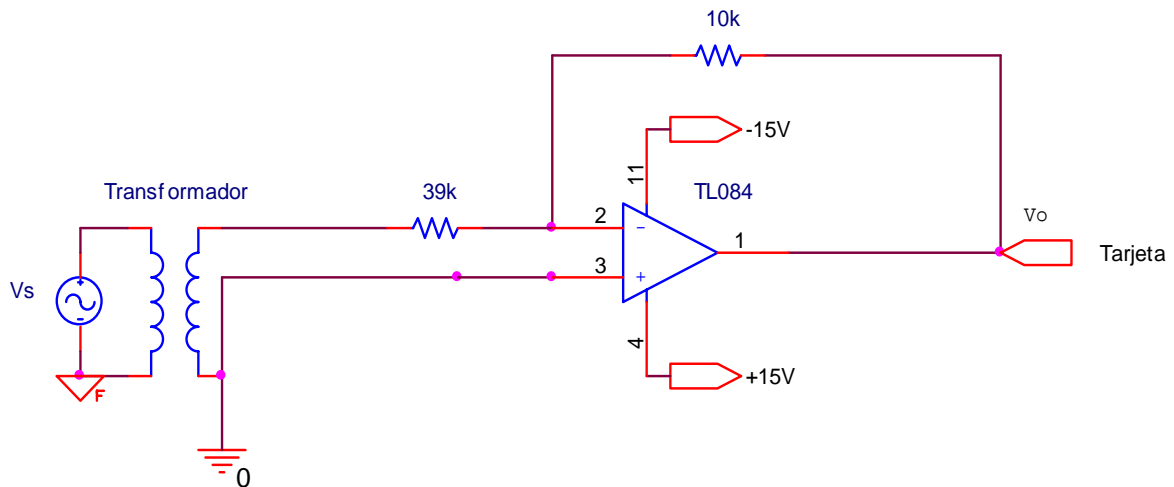 10k
-15V
11
TL084
Transformador
39k
2
Vo
1
Tarjeta
3
Vs
4
+15V
F
0